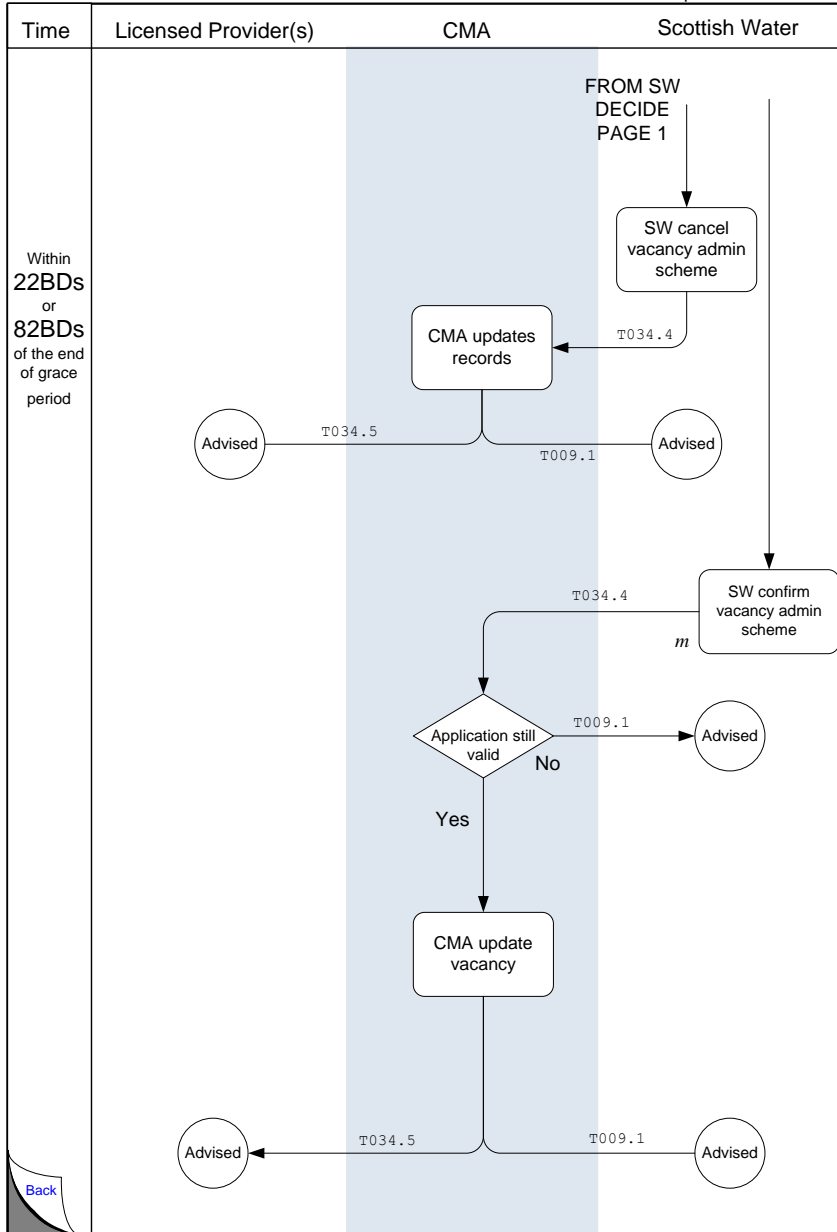 Time
Licensed Provider(s)
CMA
Scottish Water
FROM SW
DECIDE
PAGE 1
SW cancel
vacancy admin
scheme
Within
22BDs
or
82BDs
of the end
of grace
period
T034.4
CMA updates
records
T034.5
Advised
T009.1
Advised
SW confirm
vacancy admin
scheme
T034.4
m
Application still
valid
T009.1
Advised
No
Yes
CMA update
vacancy
Advised
T034.5
T009.1
Advised
Back